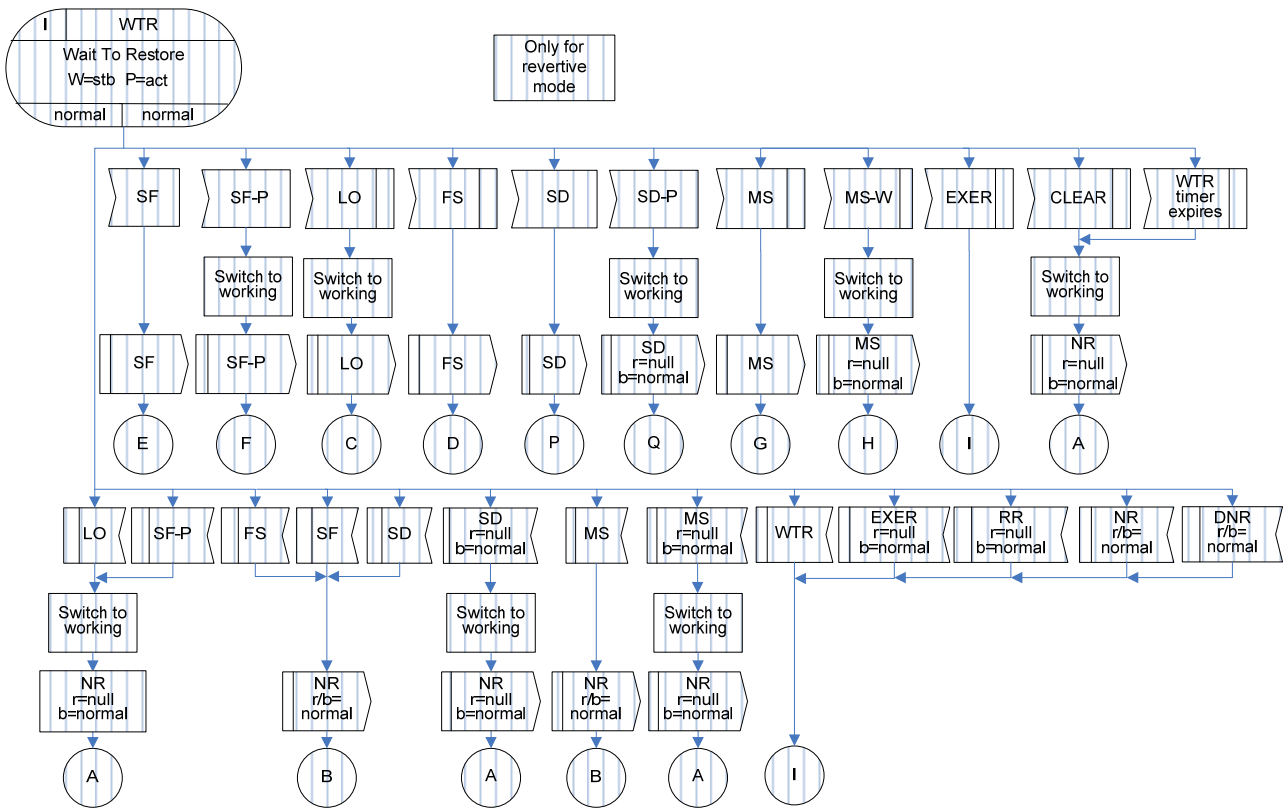 I WTR
Wait To Restore
W=stb P=act
normal normal
Only for
revertive
mode
SF
SF-P
LO
FS
SD
SD-P
MS
MS-W
EXER
CLEAR
WTR
timer
expires
Switch to
working
Switch to
working
Switch to
working
Switch to
working
Switch to
working
SF
SF-P
LO
FS
SD
SD
r=null
b=normal
MS
MS
r=null
b=normal
NR
r=null
b=normal
E
F
C
D
P
Q
G
H
I
A
LO
SF-P
FS
SF
SD
SD
r=null
b=normal
MS
MS
r=null
b=normal
WTR
EXER
r=null
b=normal
RR
r=null
b=normal
NR
r/b=
normal
DNR
r/b=
normal
Switch to
working
Switch to
working
Switch to
working
NR
r=null
b=normal
NR
r/b=
normal
NR
r=null
b=normal
NR
r/b=
normal
NR
r=null
b=normal
A
B
A
B
A
I